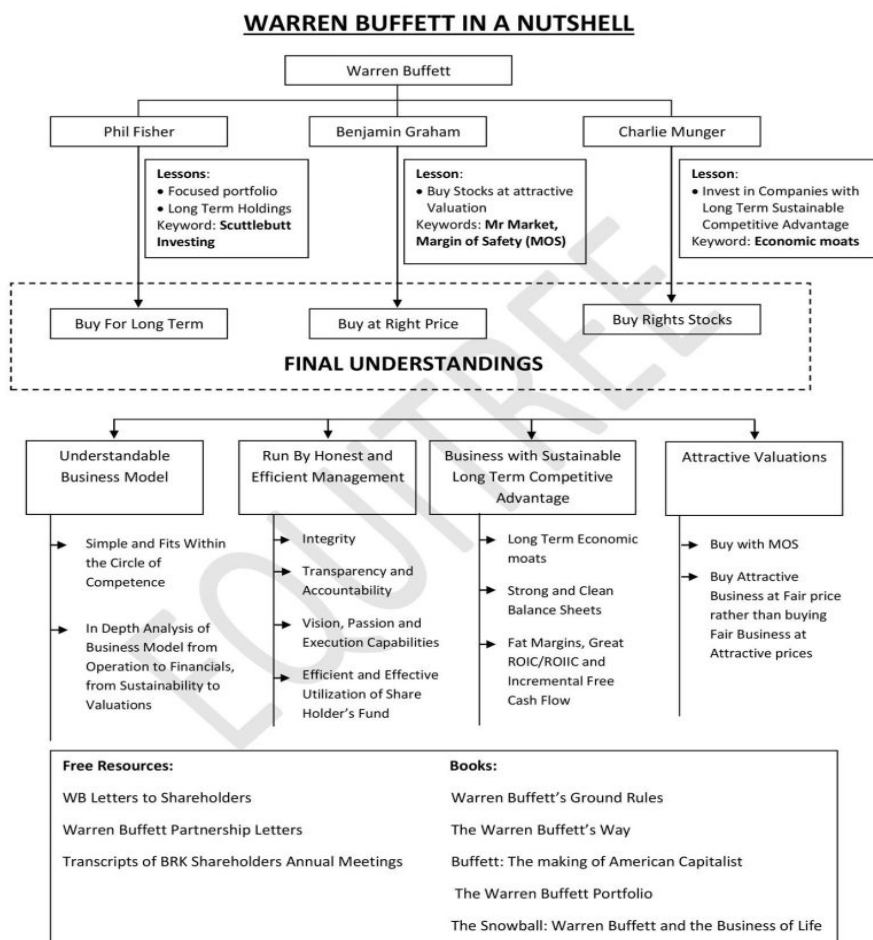 WARREN BUFFETT IN A NUTSHELL
Warren Buffett
Phil Fisher
Benjamin Graham
Charlie Munger
Lessons:
• Focused portfolio
• Long Term Holdings
Keyword: Scuttlebutt
Investing
Lesson:
• Buy Stocks at attractive
Valuation
Keywords: Mr Market,
Margin of Safety (MOS)
Lesson:
• Invest in Companies with
Long Term Sustainable
Competitive Advantage
Keyword: Economic moats
Buy For Long Term
Buy at Right Price
Buy Rights Stocks
FINAL UNDERSTANDINGS
Understandable
Business Model
Simple and Fits Within
the Circle of
Competence
In Depth Analysis of
Business Model from
Operation to Financials,
from Sustainability to
Valuations
Run By Honest and
Efficient Management
Integrity
Transparency and
Accountability
Vision, Passion and
Execution Capabilities
Efficient and Effective
Utilization of Share
Holder's Fund
Business with Sustainable
Long Term Competitive
Advantage
Long Term Economic
moats
Strong and Clean
Balance Sheets
Fat Margins, Great
ROIC/ROIIC and
Incremental Free
Cash Flow
Attractive Valuations
Buy with MOS
Buy Attractive
Business at Fair price
rather than buying
Fair Business at
Attractive prices
EQUITREE
Free Resources:
WB Letters to Shareholders
Warren Buffett Partnership Letters
Transcripts of BRK Shareholders Annual Meetings
Books:
Warren Buffett's Ground Rules
The Warren Buffett's Way
Buffett: The making of American Capitalist
The Warren Buffett Portfolio
The Snowball: Warren Buffett and the Business of Life